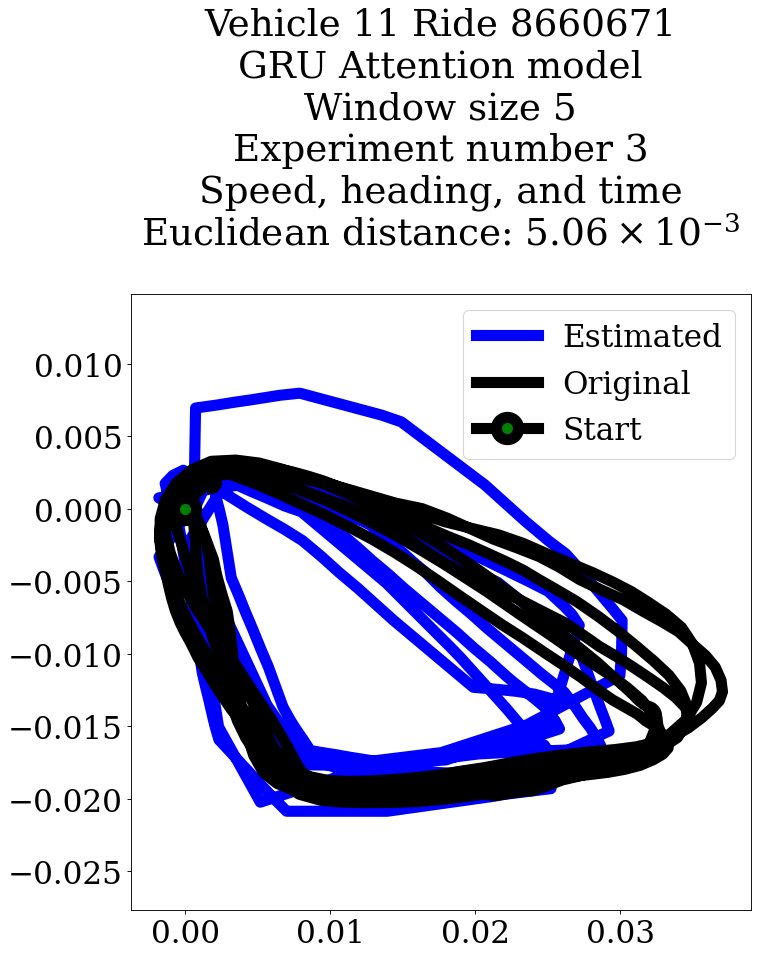 Vehicle 11 Ride 8660671
GRU Attention model
Window size 5
Experiment number 3
Speed, heading, and time
Euclidean distance: 5.06 × 10⁻³
Estimated
Original
Start
0.010
0.005
0.000
−0.005
−0.010
−0.015
−0.020
−0.025
0.00 0.01 0.02 0.03